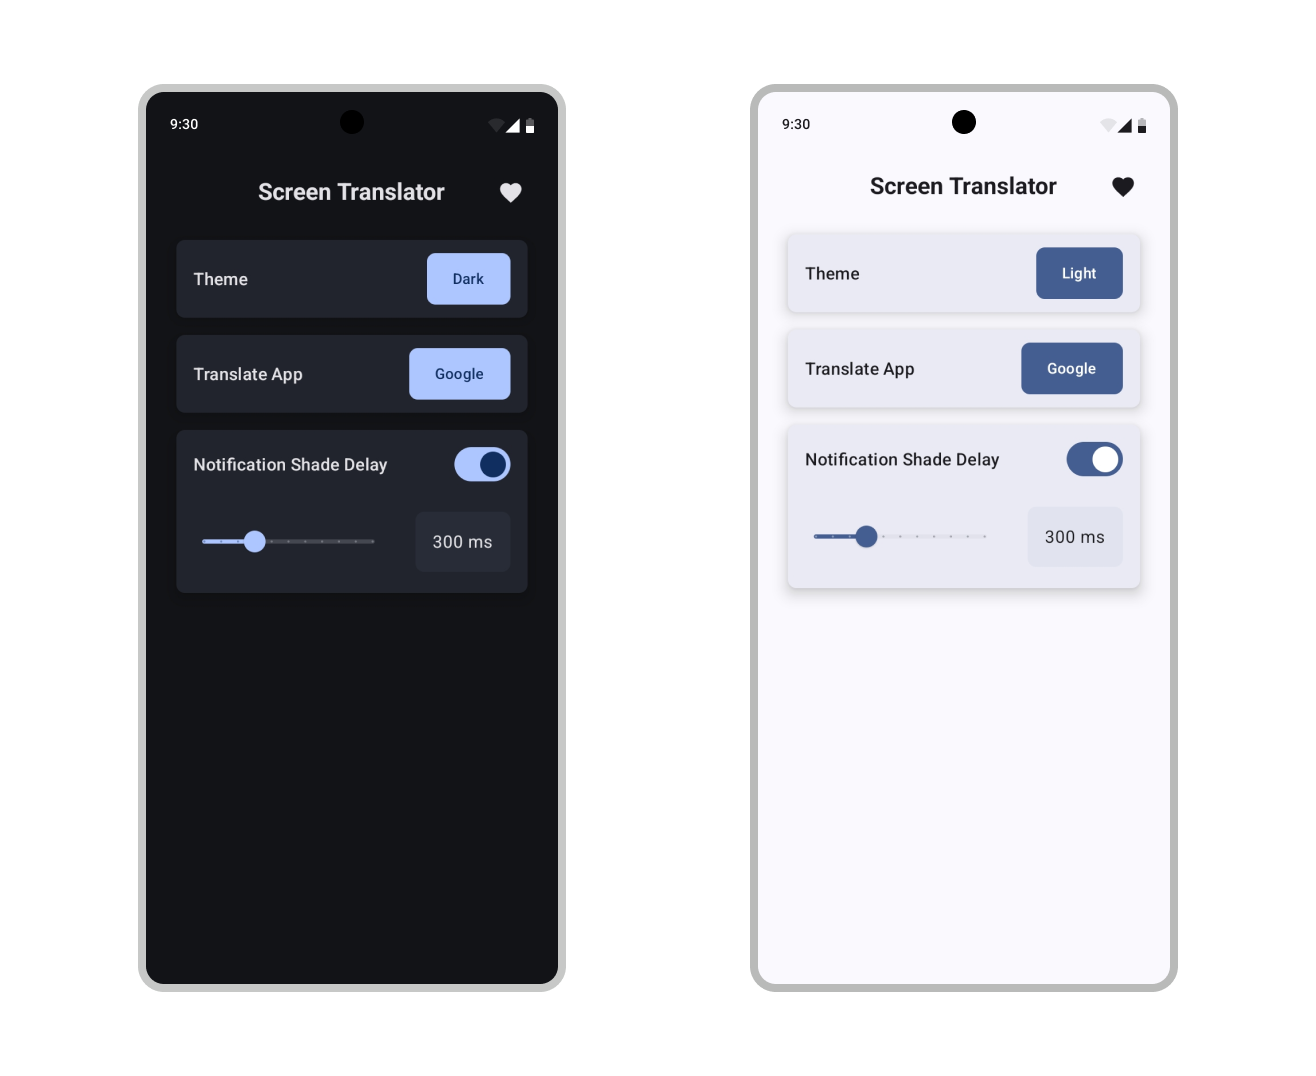 9:30
Screen Translator
Theme
Dark
Translate App
Google
Notification Shade Delay
300 ms
9:30
Screen Translator
Theme
Light
Translate App
Google
Notification Shade Delay
300 ms